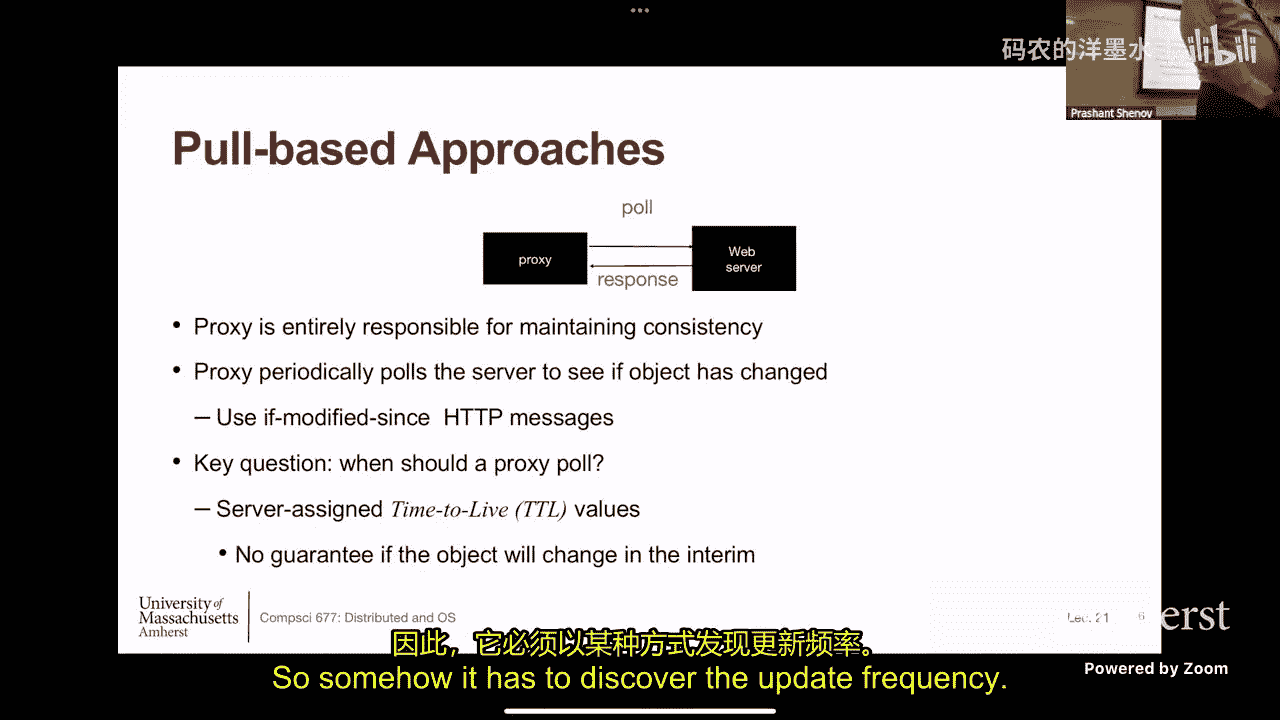 码农的洋墨水 bilibili
Prashant Shenoy
Pull-based Approaches
poll
proxy
Web
server
response
• Proxy is entirely responsible for maintaining consistency
• Proxy periodically polls the server to see if object has changed
– Use if-modified-since HTTP messages
• Key question: when should a proxy poll?
– Server-assigned Time-to-Live (TTL) values
• No guarantee if the object will change in the interim
University of
Massachusetts
Amherst
Compsci 677: Distributed and OS
Lec. 21
6
erst
因此，它必须以某种方式发现更新频率。
So somehow it has to discover the update frequency.
Powered by Zoom